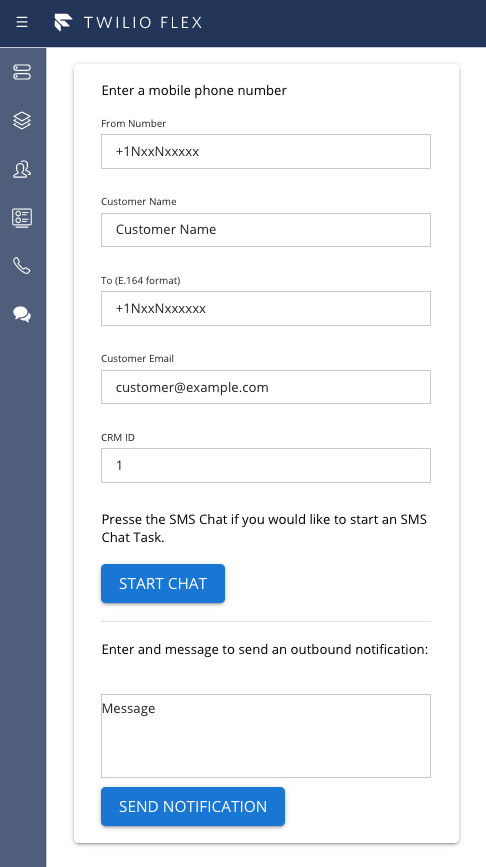 TWILIO FLEX
Enter a mobile phone number
From Number
+1NxxNxxxxx
Customer Name
Customer Name
To (E.164 format)
+1NxxNxxxxxx
Customer Email
customer@example.com
CRM ID
1
Presse the SMS Chat if you would like to start an SMS
Chat Task.
START CHAT
Enter and message to send an outbound notification:
Message
SEND NOTIFICATION